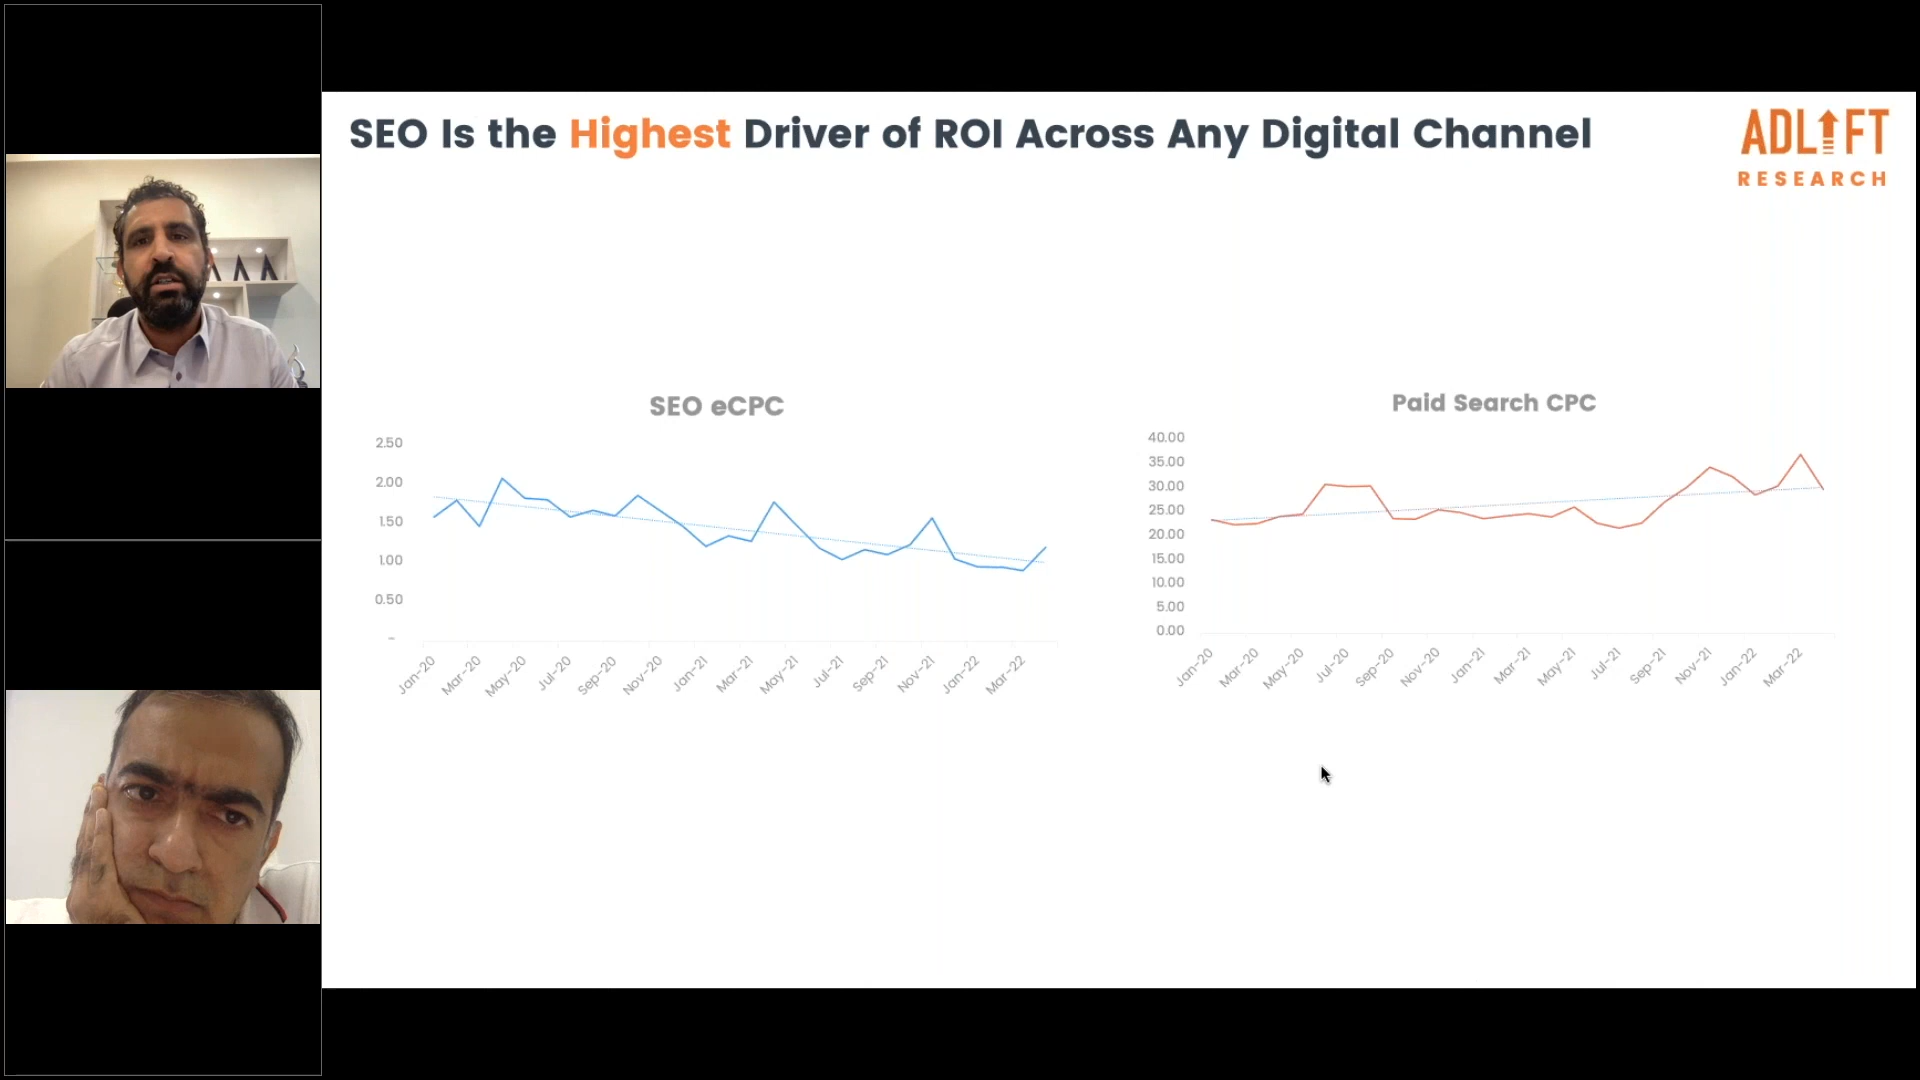 SEO Is the Highest Driver of ROI Across Any Digital Channel
ADLIFT
RESEARCH
SEO eCPC
2.50
2.00
1.50
1.00
0.50
-
Jan-20 Mar-20 May-20 Jul-20 Sep-20 Nov-20 Jan-21 Mar-21 May-21 Jul-21 Sep-21 Nov-21 Jan-22 Mar-22
Paid Search CPC
40.00
35.00
30.00
25.00
20.00
15.00
10.00
5.00
0.00
Jan-20 Mar-20 May-20 Jul-20 Sep-20 Nov-20 Jan-21 Mar-21 May-21 Jul-21 Sep-21 Nov-21 Jan-22 Mar-22